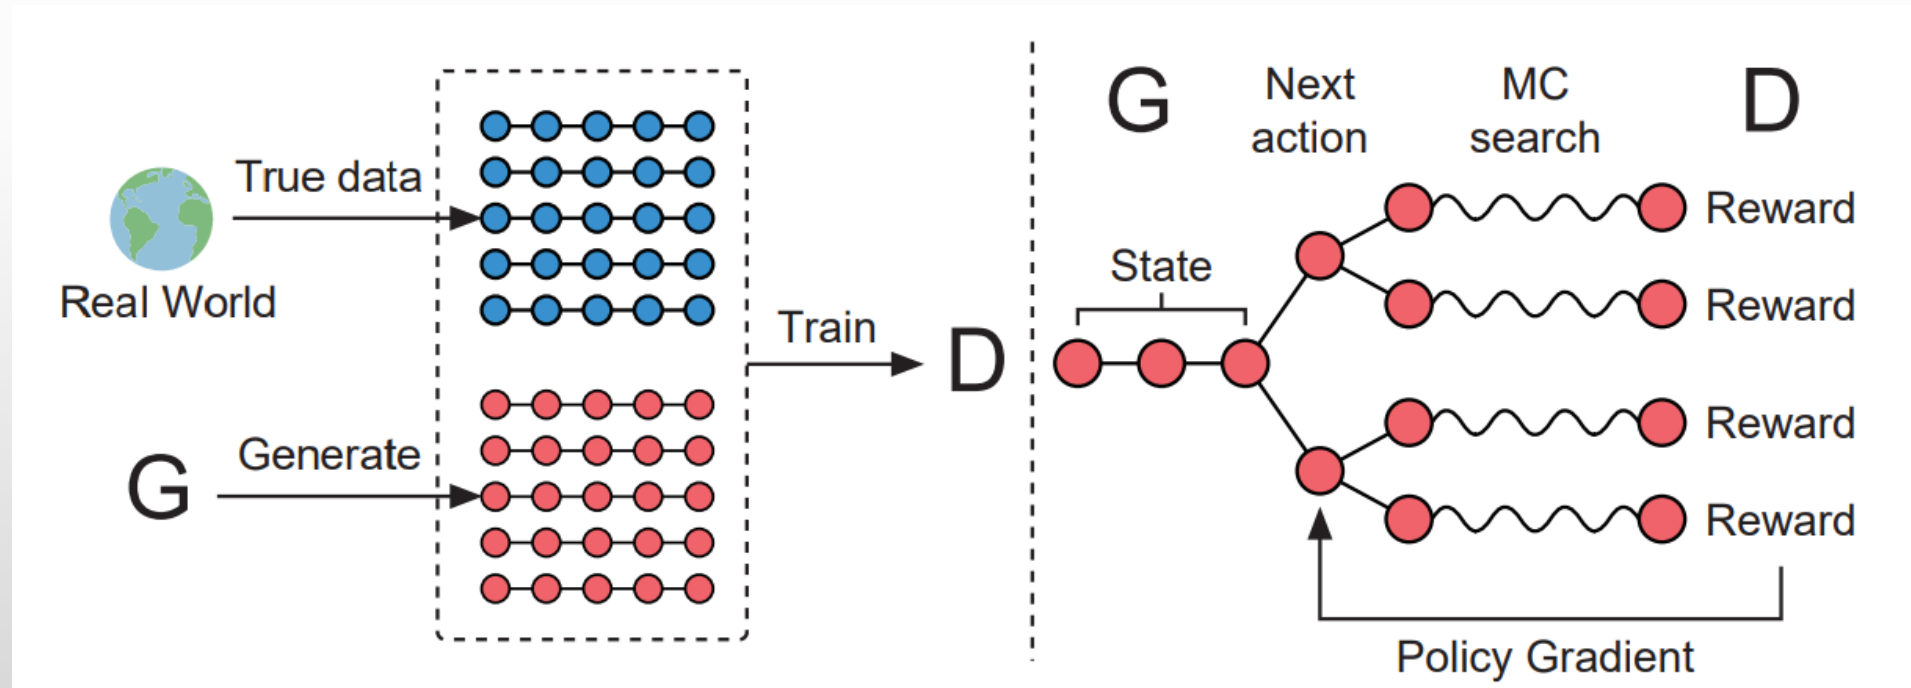 True data
Real World
G
Generate
Train
D
G
Next
action
MC
search
D
State
Reward
Reward
Reward
Reward
Policy Gradient